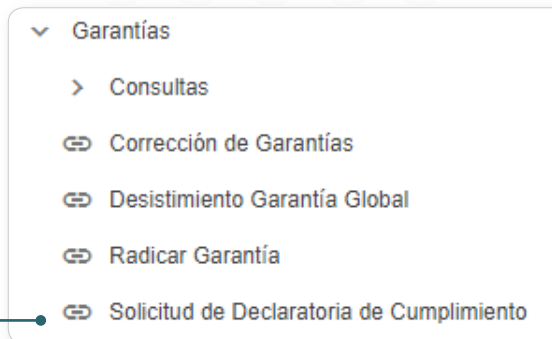 Garantías
Consultas
Corrección de Garantías
Desistimiento Garantía Global
Radicar Garantía
Solicitud de Declaratoria de Cumplimiento